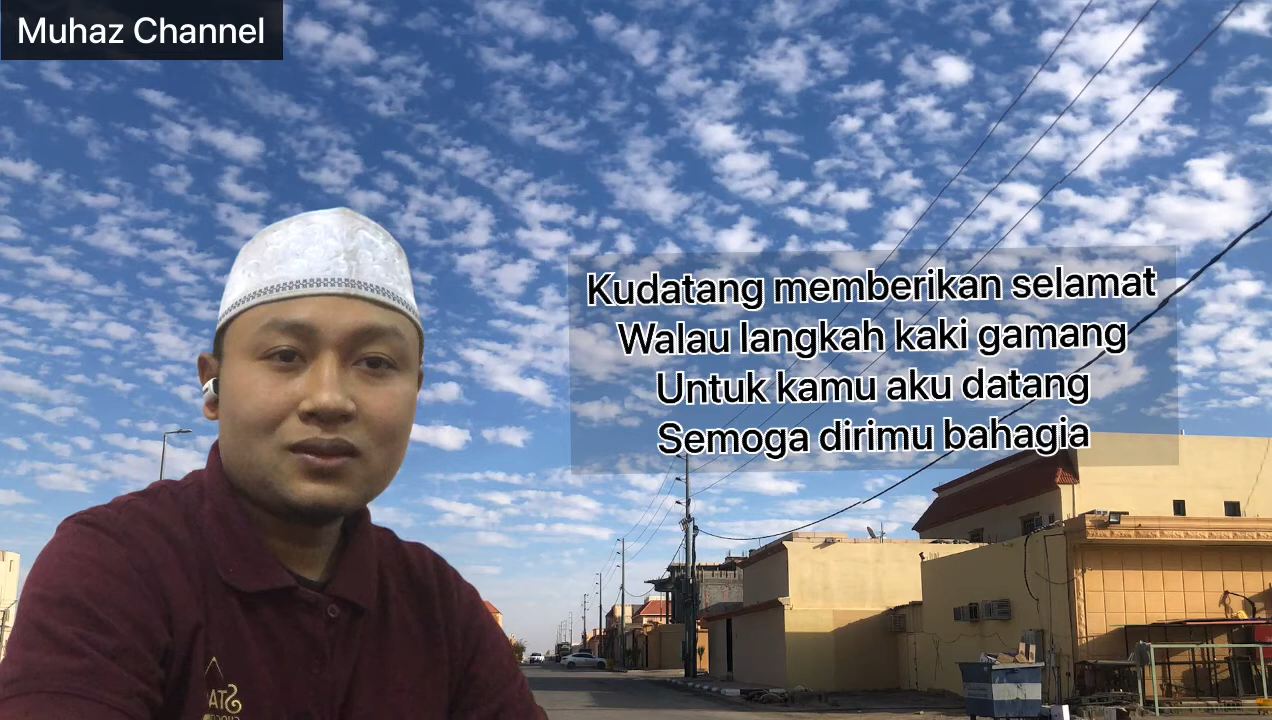 Muhaz Channel
Kudatang memberikan selamat
Walau langkah kaki gamang
Untuk kamu aku datang
Semoga dirimu bahagia